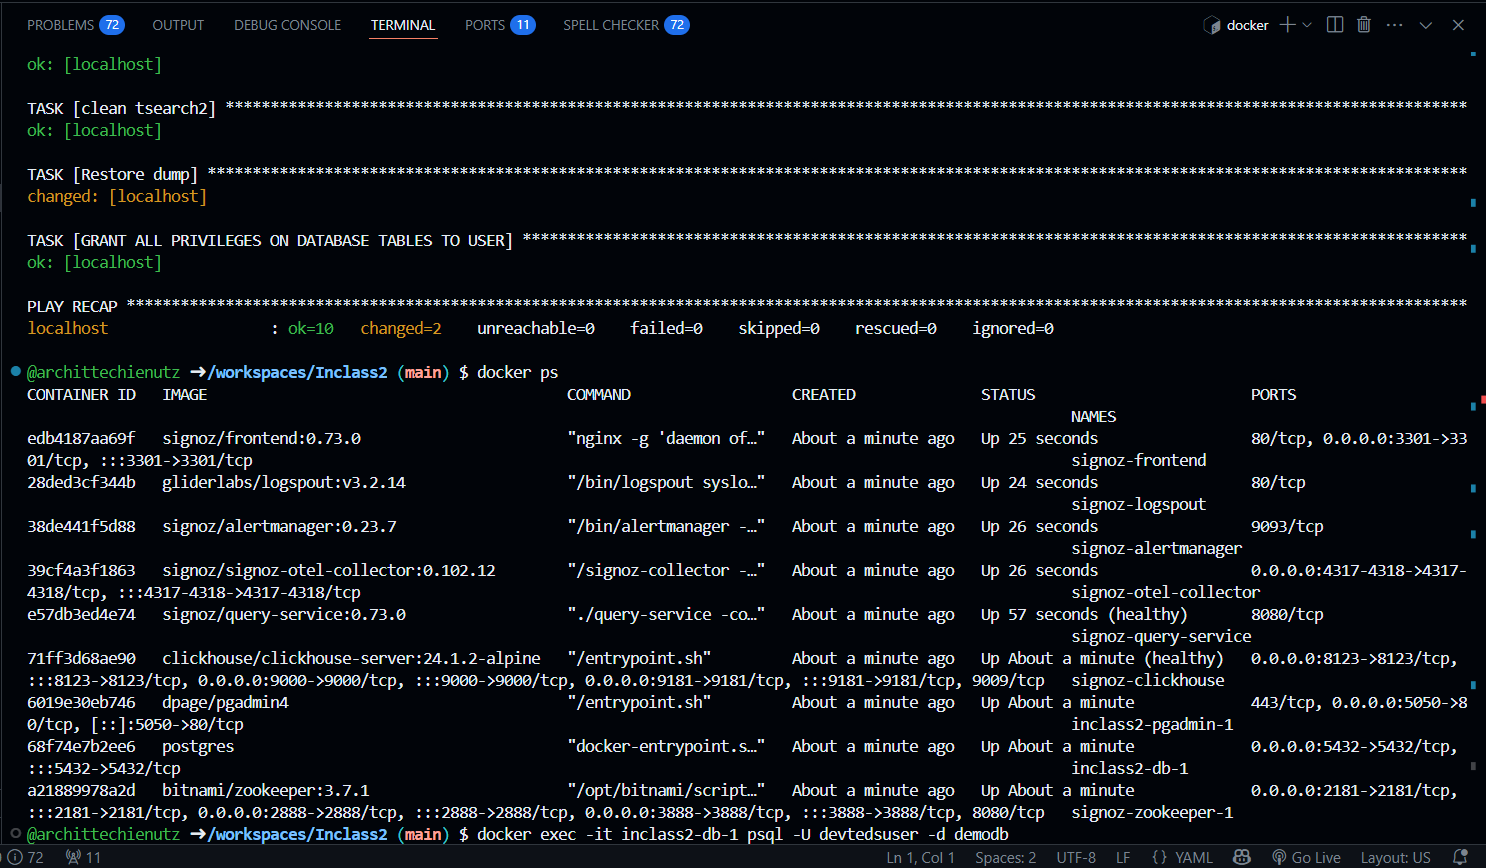 PROBLEMS 72 OUTPUT DEBUG CONSOLE TERMINAL PORTS 11 SPELL CHECKER 72 docker
ok: [localhost]
TASK [clean tsearch2] ******************************************************************************************************************************************
ok: [localhost]
TASK [Restore dump] ********************************************************************************************************************************************
changed: [localhost]
TASK [GRANT ALL PRIVILEGES ON DATABASE TABLES TO USER] *********************************************************************************************************
ok: [localhost]
PLAY RECAP *****************************************************************************************************************************************************
localhost : ok=10 changed=2 unreachable=0 failed=0 skipped=0 rescued=0 ignored=0
@archittechienutz ➜/workspaces/Inclass2 (main) $ docker ps
CONTAINER ID IMAGE COMMAND CREATED STATUS PORTS
NAMES
edb4187aa69f signoz/frontend:0.73.0 "nginx -g 'daemon of…" About a minute ago Up 25 seconds 80/tcp, 0.0.0.0:3301->33
01/tcp, :::3301->3301/tcp signoz-frontend
28ded3cf344b gliderlabs/logspout:v3.2.14 "/bin/logspout syslo…" About a minute ago Up 24 seconds 80/tcp
signoz-logspout
38de441f5d88 signoz/alertmanager:0.23.7 "/bin/alertmanager -…" About a minute ago Up 26 seconds 9093/tcp
signoz-alertmanager
39cf4a3f1863 signoz/signoz-otel-collector:0.102.12 "/signoz-collector -…" About a minute ago Up 26 seconds 0.0.0.0:4317-4318->4317-
4318/tcp, :::4317-4318->4317-4318/tcp signoz-otel-collector
e57db3ed4e74 signoz/query-service:0.73.0 "./query-service -co…" About a minute ago Up 57 seconds (healthy) 8080/tcp
signoz-query-service
71ff3d68ae90 clickhouse/clickhouse-server:24.1.2-alpine "/entrypoint.sh" About a minute ago Up About a minute (healthy) 0.0.0.0:8123->8123/tcp,
:::8123->8123/tcp, 0.0.0.0:9000->9000/tcp, :::9000->9000/tcp, 0.0.0.0:9181->9181/tcp, :::9181->9181/tcp, 9009/tcp signoz-clickhouse
6019e30eb746 dpage/pgadmin4 "/entrypoint.sh" About a minute ago Up About a minute 443/tcp, 0.0.0.0:5050->8
0/tcp, [::]:5050->80/tcp inclass2-pgadmin-1
68f74e7b2ee6 postgres "docker-entrypoint.s…" About a minute ago Up About a minute 0.0.0.0:5432->5432/tcp,
:::5432->5432/tcp inclass2-db-1
a21889978a2d bitnami/zookeeper:3.7.1 "/opt/bitnami/script…" About a minute ago Up About a minute 0.0.0.0:2181->2181/tcp,
:::2181->2181/tcp, 0.0.0.0:2888->2888/tcp, :::2888->2888/tcp, 0.0.0.0:3888->3888/tcp, :::3888->3888/tcp, 8080/tcp signoz-zookeeper-1
@archittechienutz ➜/workspaces/Inclass2 (main) $ docker exec -it inclass2-db-1 psql -U devtedsuser -d demodb
72 11 Ln 1, Col 1 Spaces: 2 UTF-8 LF {} YAML Go Live Layout: US